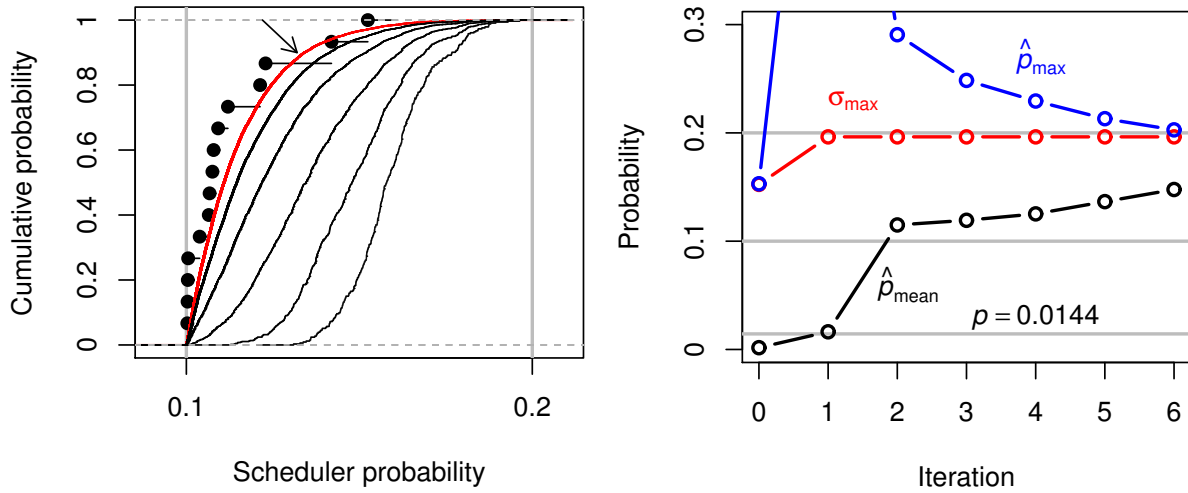 Cumulative probability
1
0.8
0.6
0.4
0.2
0
0.1
0.2
Scheduler probability
Probability
0.3
0.2
0.1
0
p̂max
σmax
p̂mean
p = 0.0144
0 1 2 3 4 5 6
Iteration